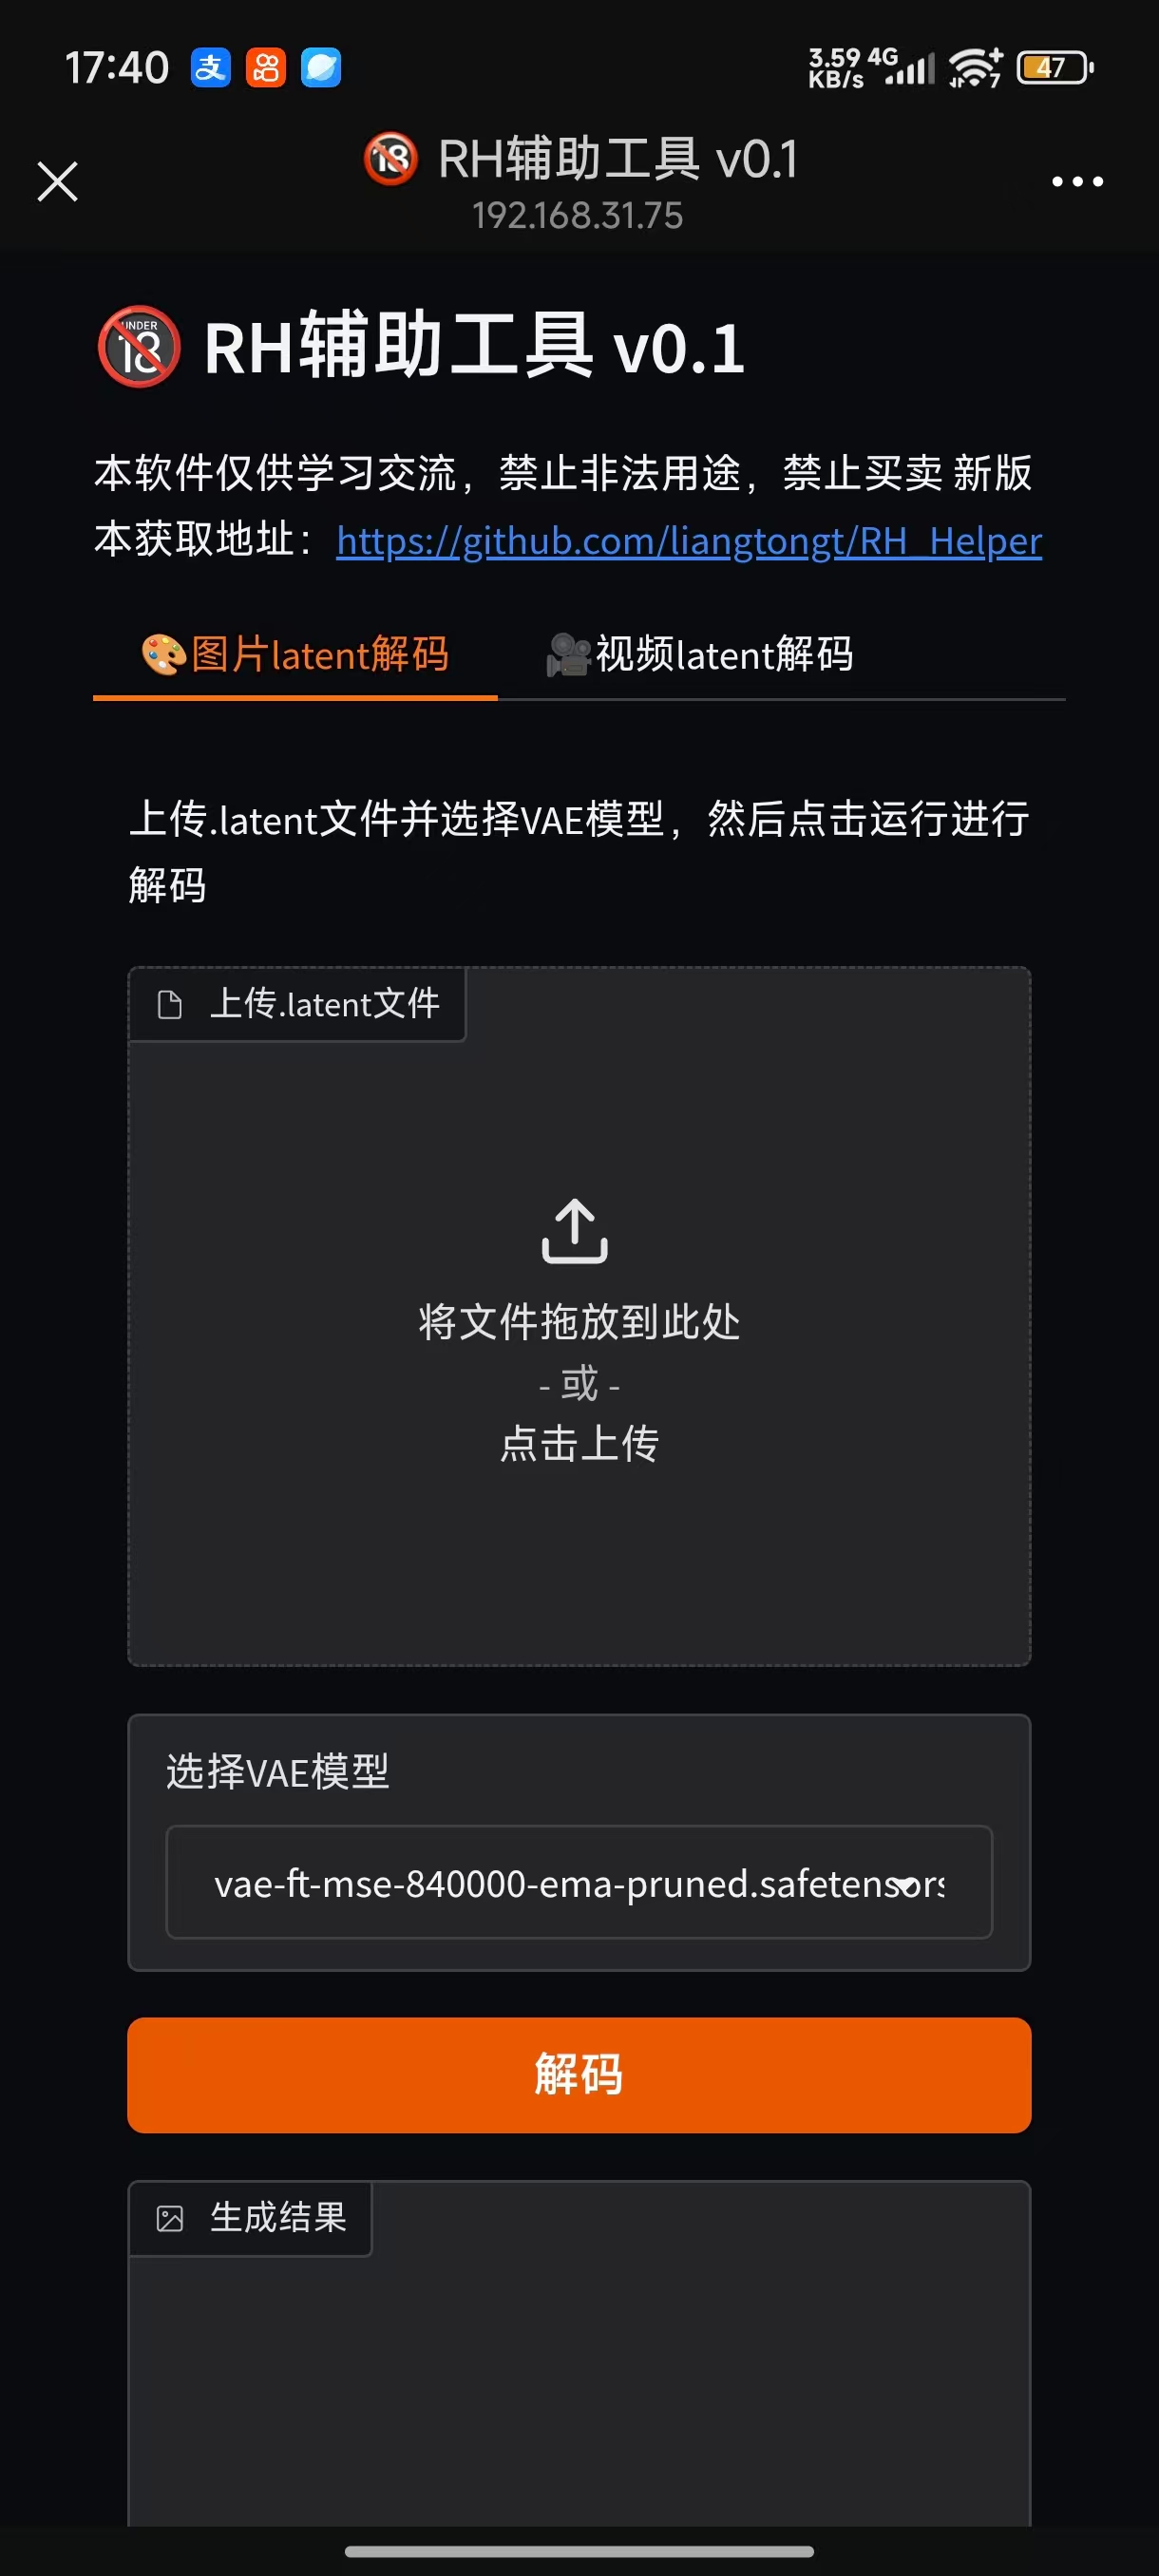 17:40 支 3.59 KB/s 4G 7 47
🔞 RH辅助工具 v0.1
192.168.31.75
🔞 RH辅助工具 v0.1
本软件仅供学习交流，禁止非法用途，禁止买卖 新版
本获取地址：https://github.com/liangtongt/RH_Helper
🎨图片latent解码 🎥视频latent解码
上传.latent文件并选择VAE模型，然后点击运行进行
解码
上传.latent文件
将文件拖放到此处
- 或 -
点击上传
选择VAE模型
vae-ft-mse-840000-ema-pruned.safetensors
解码
生成结果